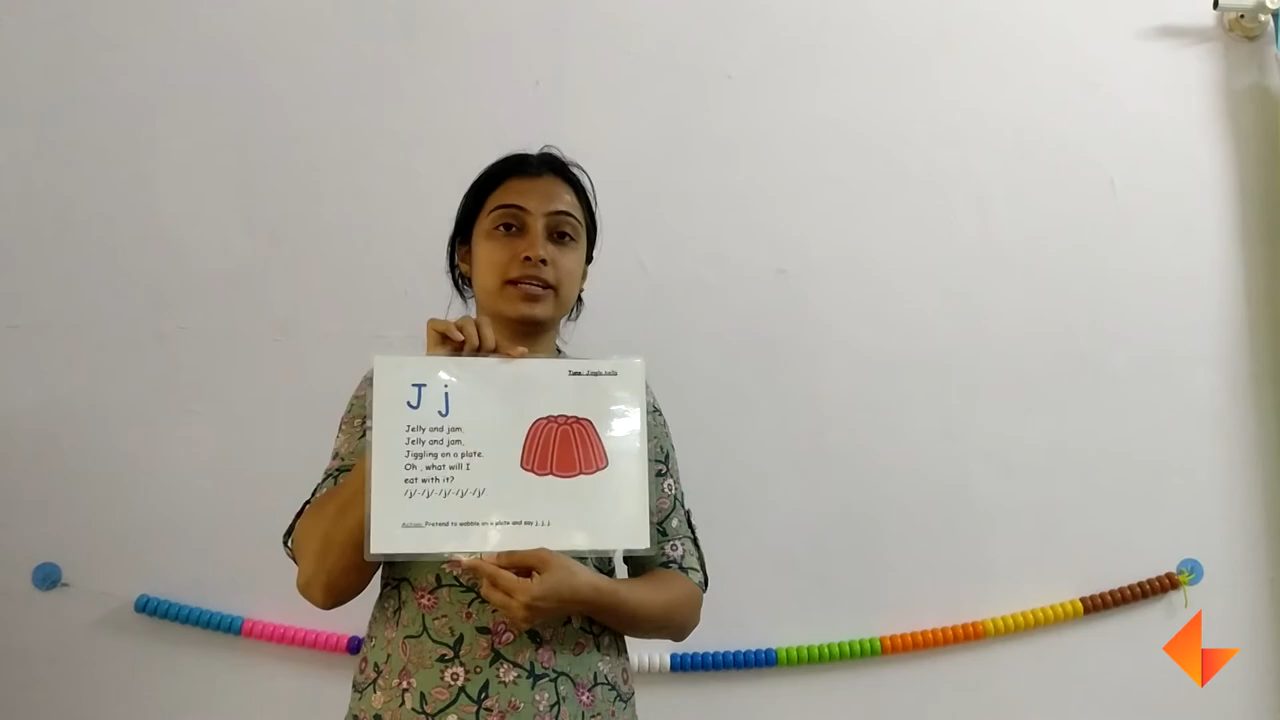 Tune: Jingle bells
J j
Jelly and jam,
Jelly and jam,
Jiggling on a plate.
Oh , what will I
eat with it?
/j/-/j/-/j/-/j/-/j/
Action: Pretend to wobble on a plate and say j, j, j